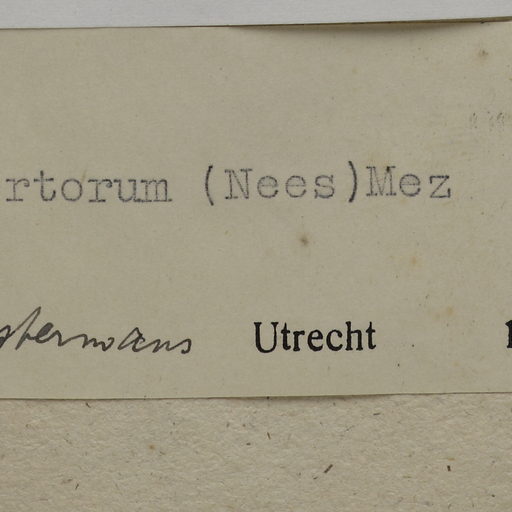 rtorum (Nees)Mez
stermans Utrecht